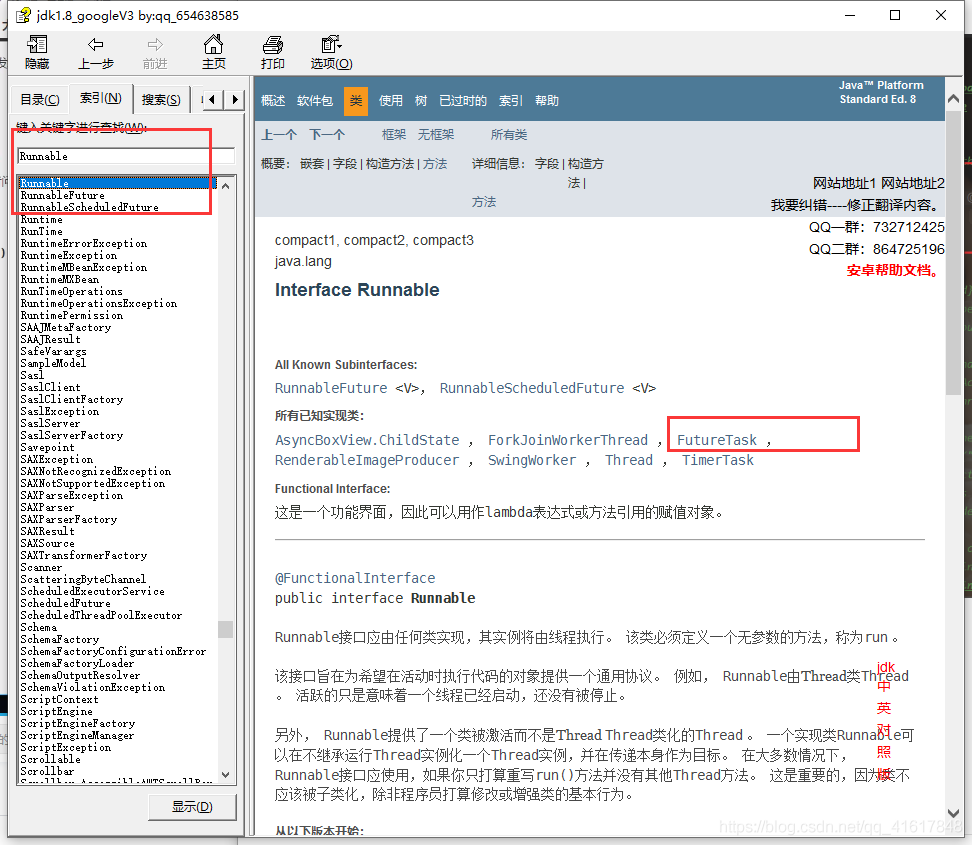 jdk1.8_googleV3 by:qq_654638585
隐藏 上一步 前进 主页 打印 选项(O)
目录(C) 索引(N) 搜索(S)
键入关键字进行查找(W):
Runnable
Runnable
RunnableFuture
RunnableScheduledFuture
Runtime
RunTime
RuntimeErrorException
RuntimeException
RuntimeMBeanException
RuntimeMXBean
RunTimeOperations
RuntimeOperationsException
RuntimePermission
SAAJMetaFactory
SAAJResult
SafeVarargs
SampleModel
Sasl
SaslClient
SaslClientFactory
SaslException
SaslServer
SaslServerFactory
Savepoint
SAXException
SAXNotRecognizedException
SAXNotSupportedException
SAXParseException
SAXParser
SAXParserFactory
SAXResult
SAXSource
SAXTransformerFactory
Scanner
ScatteringByteChannel
ScheduledExecutorService
ScheduledFuture
ScheduledThreadPoolExecutor
Schema
SchemaFactory
SchemaFactoryConfigurationError
SchemaFactoryLoader
SchemaOutputResolver
SchemaViolationException
ScriptContext
ScriptEngine
ScriptEngineFactory
ScriptEngineManager
ScriptException
Scrollable
Scrollbar
显示(D)
概述 软件包 类 使用 树 已过时的 索引 帮助
Java™ Platform
Standard Ed. 8
上一个 下一个 框架 无框架 所有类
概要: 嵌套 | 字段 | 构造方法 | 方法 详细信息: 字段 | 构造方
法 |
方法
网站地址1 网站地址2
我要纠错----修正翻译内容。
QQ一群: 732712425
QQ二群: 864725196
安卓帮助文档。
compact1, compact2, compact3
java.lang
Interface Runnable
All Known Subinterfaces:
RunnableFuture <V>, RunnableScheduledFuture <V>
所有已知实现类:
AsyncBoxView.ChildState , ForkJoinWorkerThread , FutureTask ,
RenderableImageProducer , SwingWorker , Thread , TimerTask
Functional Interface:
这是一个功能界面，因此可以用作lambda表达式或方法引用的赋值对象。
@FunctionalInterface
public interface Runnable
Runnable接口应由任何类实现，其实例将由线程执行。 该类必须定义一个无参数的方法，称为run 。
该接口旨在为希望在活动时执行代码的对象提供一个通用协议。 例如， Runnable由Thread类Thread
。 活跃的只是意味着一个线程已经启动，还没有被停止。
另外， Runnable提供了一个类被激活而不是Thread Thread类化的Thread 。 一个实现类Runnable可
以在不继承运行Thread实例化一个Thread实例，并在传递本身作为目标。 在大多数情况下，
Runnable接口应使用，如果你只打算重写run()方法并没有其他Thread方法。 这是重要的，因为类不
应该被子类化，除非程序员打算修改或增强类的基本行为。
从以下版本开始:
jdk
中
英
对
照
版
https://blog.csdn.net/qq_41617848